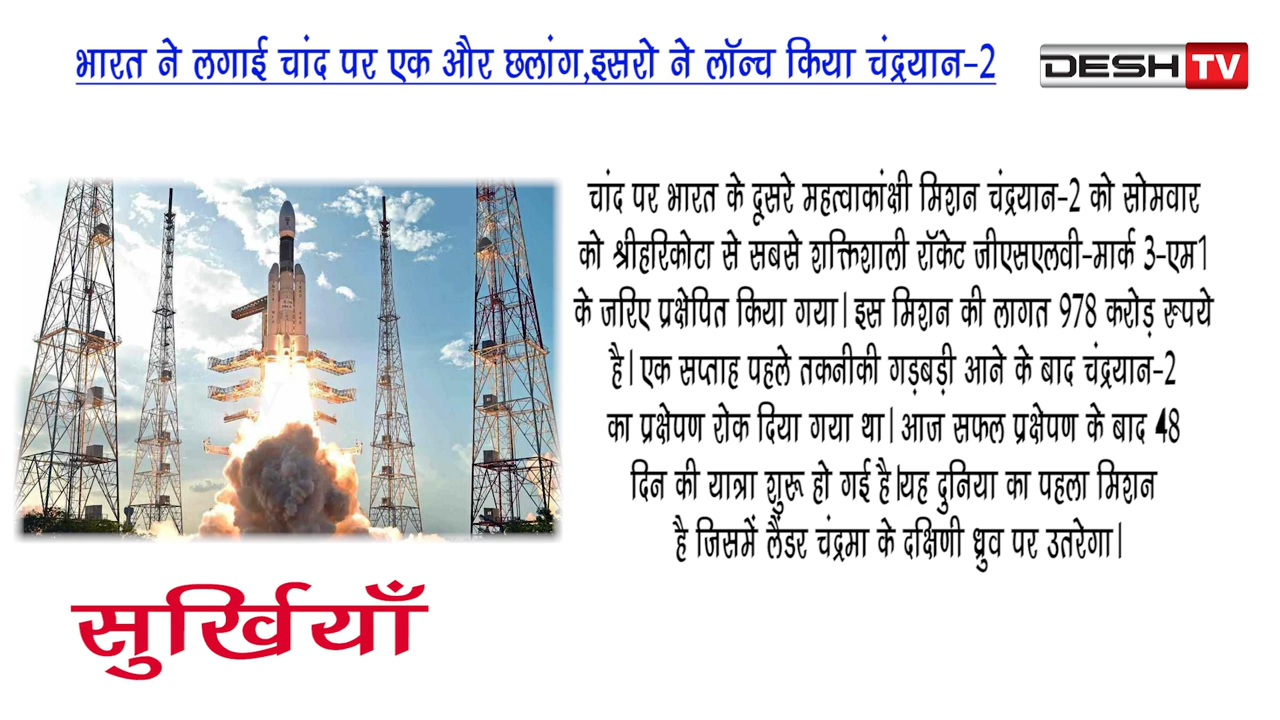 भारत ने लगाई चांद पर एक और छलांग,इसरो ने लॉन्च किया चंद्रयान-2
DESH TV
चांद पर भारत के दूसरे महत्वाकांक्षी मिशन चंद्रयान-2 को सोमवार
को श्रीहरिकोटा से सबसे शक्तिशाली रॉकेट जीएसएलवी-मार्क 3-एम1
के जरिए प्रक्षेपित किया गया। इस मिशन की लागत 978 करोड़ रूपये
है। एक सप्ताह पहले तकनीकी गड़बड़ी आने के बाद चंद्रयान-2
का प्रक्षेपण रोक दिया गया था। आज सफल प्रक्षेपण के बाद 48
दिन की यात्रा शुरू हो गई है।यह दुनिया का पहला मिशन
है जिसमें लैंडर चंद्रमा के दक्षिणी ध्रुव पर उतरेगा।
सुर्खियाँ